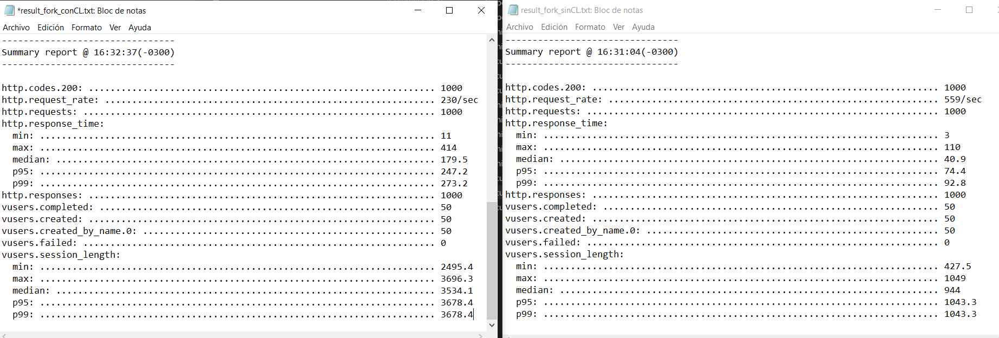 *result_fork_conCL.txt: Bloc de notas
Archivo Edición Formato Ver Ayuda
--------------------------------
Summary report @ 16:32:37(-0300)
--------------------------------
http.codes.200: ................................................................ 1000
http.request_rate: ............................................................. 230/sec
http.requests: ................................................................. 1000
http.response_time:
min: ......................................................................... 11
max: ......................................................................... 414
median: ...................................................................... 179.5
p95: ......................................................................... 247.2
p99: ......................................................................... 273.2
http.responses: ................................................................ 1000
vusers.completed: .............................................................. 50
vusers.created: ................................................................ 50
vusers.created_by_name.0: ...................................................... 50
vusers.failed: ................................................................. 0
vusers.session_length:
min: ......................................................................... 2495.4
max: ......................................................................... 3696.3
median: ...................................................................... 3534.1
p95: ......................................................................... 3678.4
p99: ......................................................................... 3678.4
result_fork_sinCL.txt: Bloc de notas
Archivo Edición Formato Ver Ayuda
--------------------------------
Summary report @ 16:31:04(-0300)
--------------------------------
http.codes.200: ................................................................ 1000
http.request_rate: ............................................................. 559/sec
http.requests: ................................................................. 1000
http.response_time:
min: ......................................................................... 3
max: ......................................................................... 110
median: ...................................................................... 40.9
p95: ......................................................................... 74.4
p99: ......................................................................... 92.8
http.responses: ................................................................ 1000
vusers.completed: .............................................................. 50
vusers.created: ................................................................ 50
vusers.created_by_name.0: ...................................................... 50
vusers.failed: ................................................................. 0
vusers.session_length:
min: ......................................................................... 427.5
max: ......................................................................... 1049
median: ...................................................................... 944
p95: ......................................................................... 1043.3
p99: ......................................................................... 1043.3